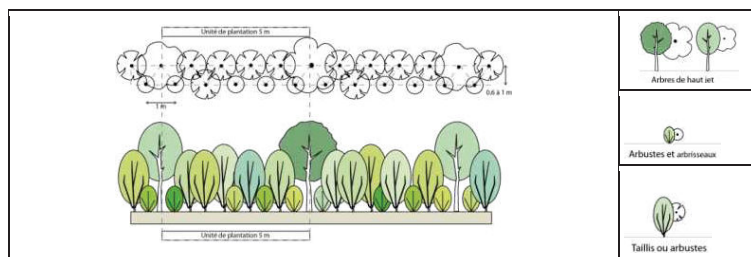 Unité de plantation 5 m
1 m
0,6 à 1 m
Unité de plantation 5 m
Arbres de haut jet
Arbustes et arbrisseaux
Taillis ou arbustes